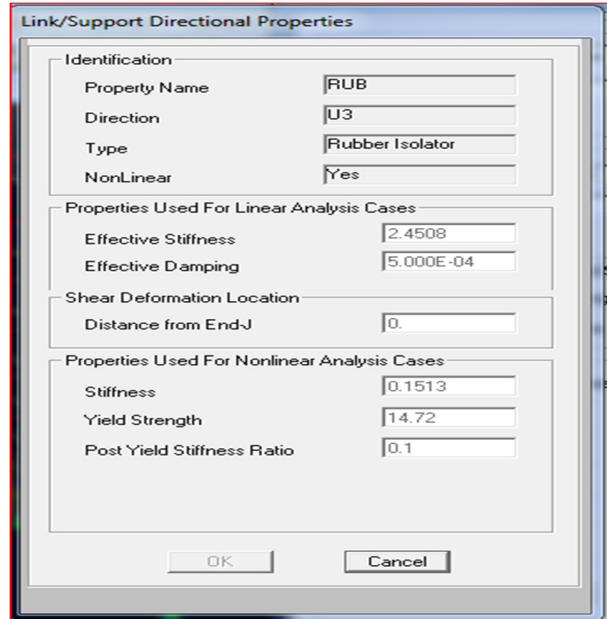 Link/Support Directional Properties
Identification
Property Name RUB
Direction U3
Type Rubber Isolator
NonLinear Yes
Properties Used For Linear Analysis Cases
Effective Stiffness 2.4508
Effective Damping 5.000E-04
Shear Deformation Location
Distance from End-J 0.
Properties Used For Nonlinear Analysis Cases
Stiffness 0.1513
Yield Strength 14.72
Post Yield Stiffness Ratio 0.1
OK Cancel